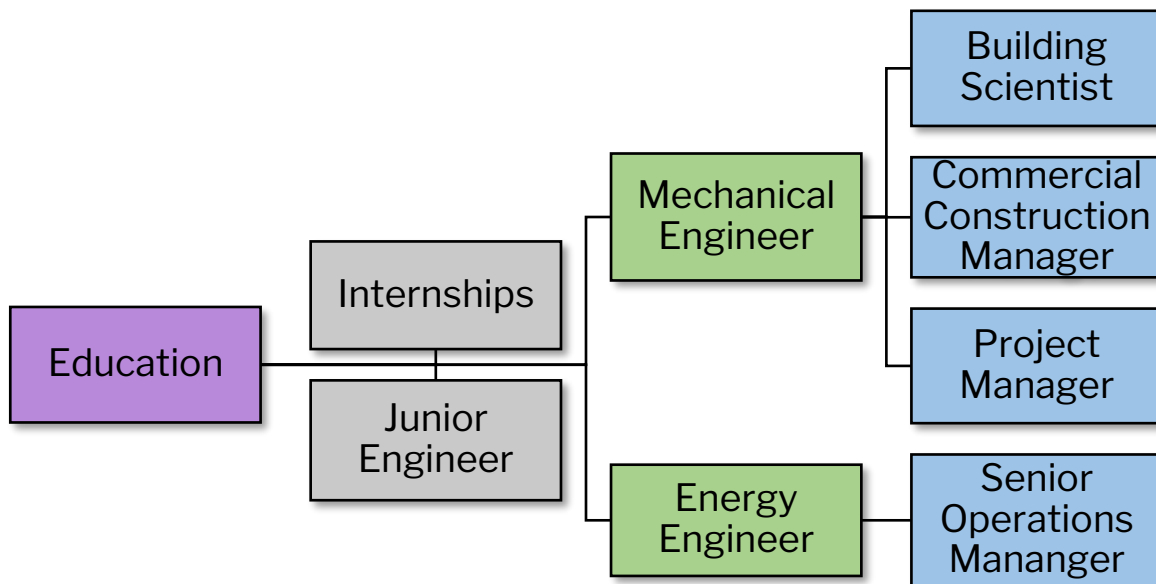 Education
Internships
Junior
Engineer
Mechanical
Engineer
Energy
Engineer
Building
Scientist
Commercial
Construction
Manager
Project
Manager
Senior
Operations
Mananger